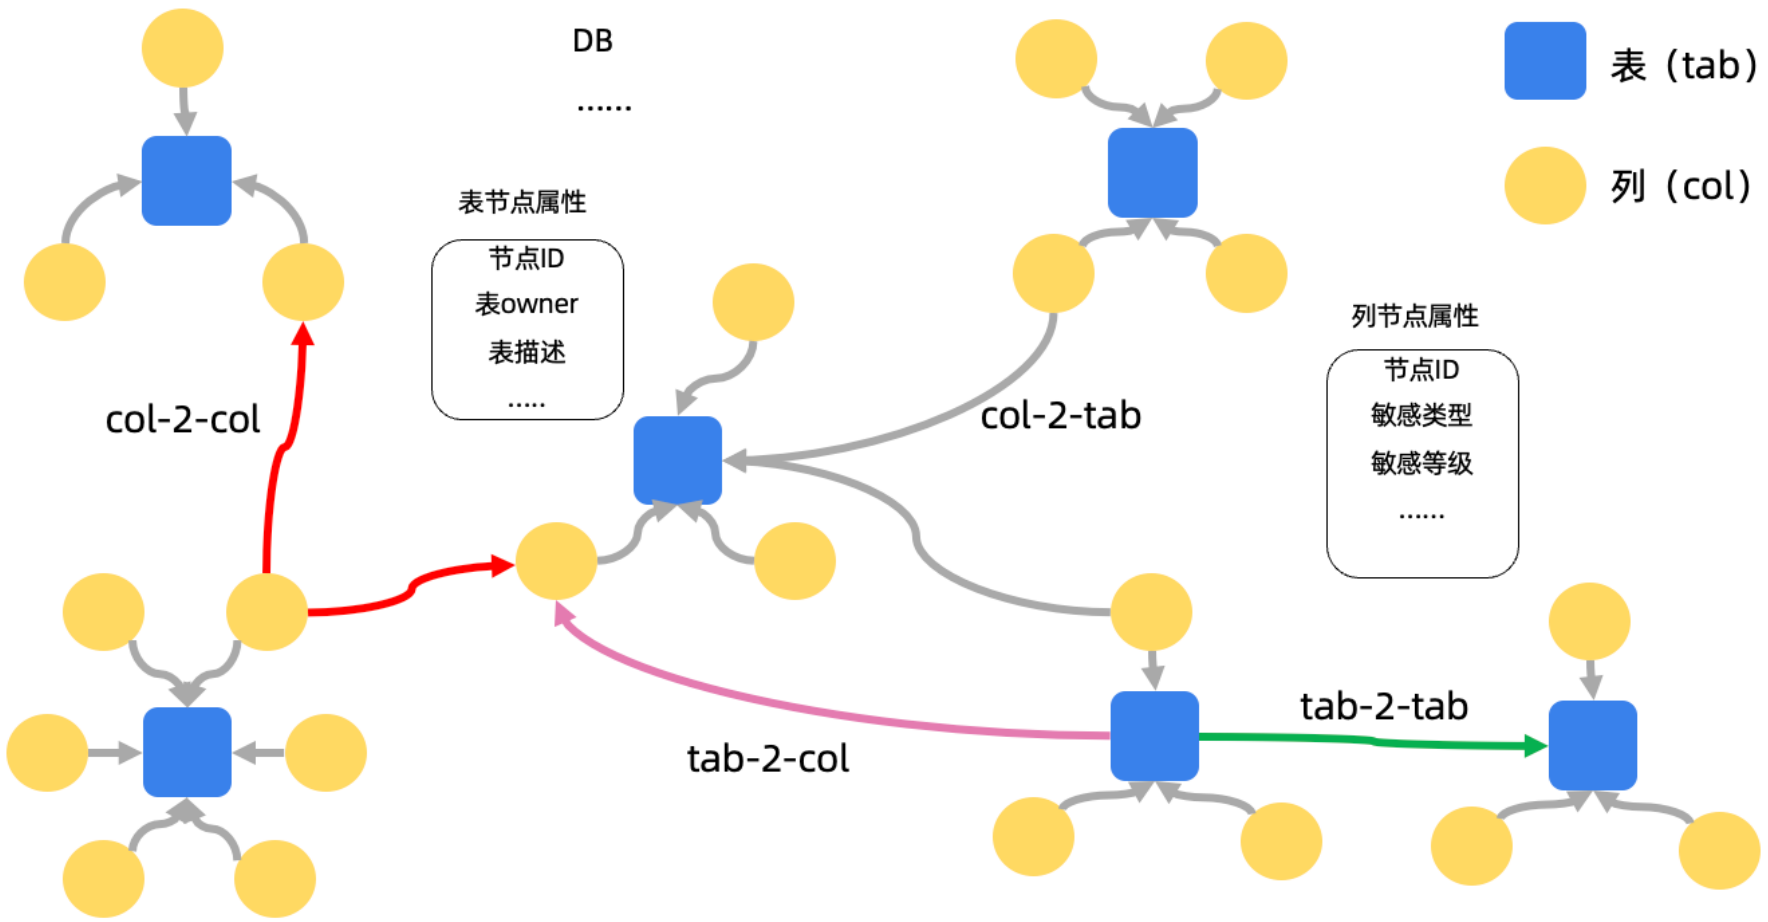 DB
……
表（tab）
列（col）
表节点属性
节点ID
表owner
表描述
…..
列节点属性
节点ID
敏感类型
敏感等级
……
col-2-col
col-2-tab
tab-2-col
tab-2-tab